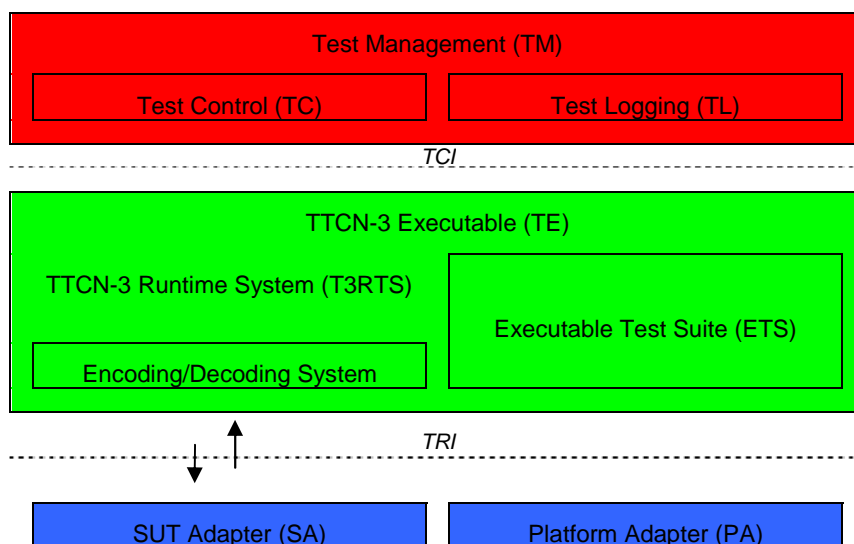 Test Management (TM)
Test Control (TC)
Test Logging (TL)
TCI
TTCN-3 Executable (TE)
TTCN-3 Runtime System (T3RTS)
Executable Test Suite (ETS)
Encoding/Decoding System
TRI
SUT Adapter (SA)
Platform Adapter (PA)